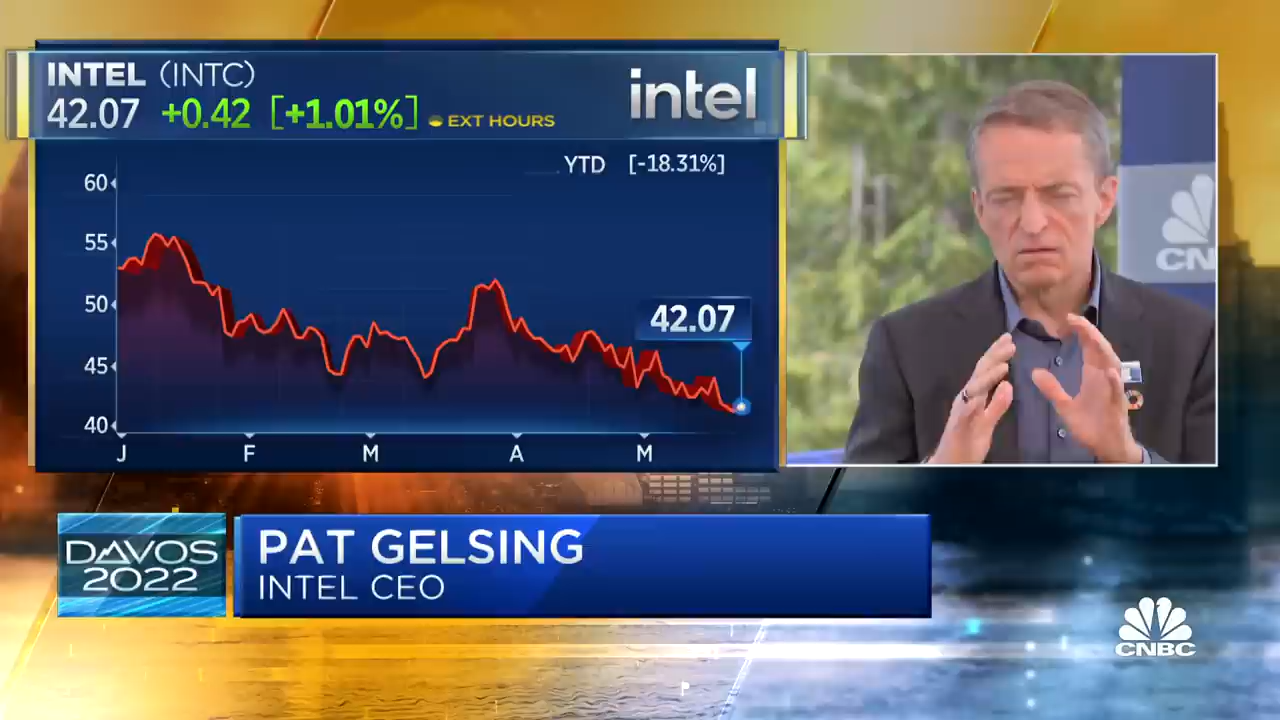 INTEL (INTC)
42.07 +0.42 [+1.01%] EXT HOURS
intel
YTD [-18.31%]
60
55
50
45
40
42.07
J F M A M
CN
DAVOS
2022
PAT GELSING
INTEL CEO
CNBC
P